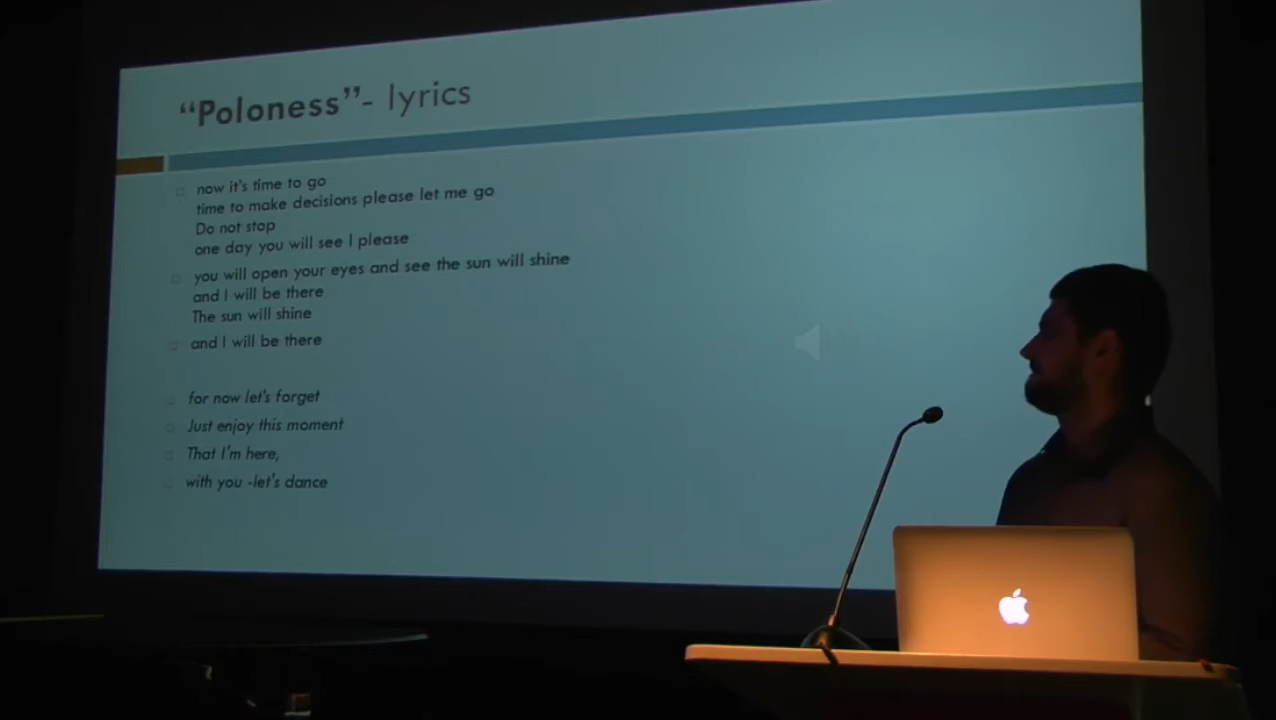 “Poloness”- lyrics
now it's time to go
time to make decisions please let me go
Do not stop
one day you will see I please
you will open your eyes and see the sun will shine
and I will be there
The sun will shine
and I will be there
for now let's forget
Just enjoy this moment
That I'm here,
with you -let's dance